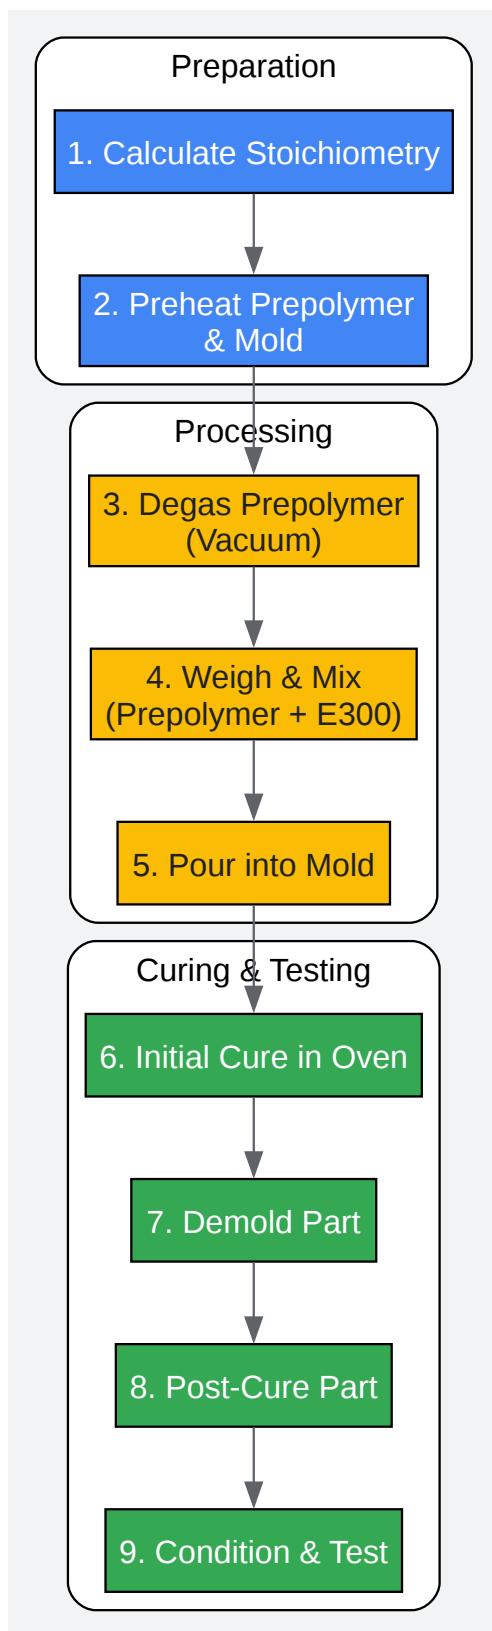 Preparation
1. Calculate Stoichiometry
2. Preheat Prepolymer
& Mold
Processing
3. Degas Prepolymer
(Vacuum)
4. Weigh & Mix
(Prepolymer + E300)
5. Pour into Mold
Curing & Testing
6. Initial Cure in Oven
7. Demold Part
8. Post-Cure Part
9. Condition & Test